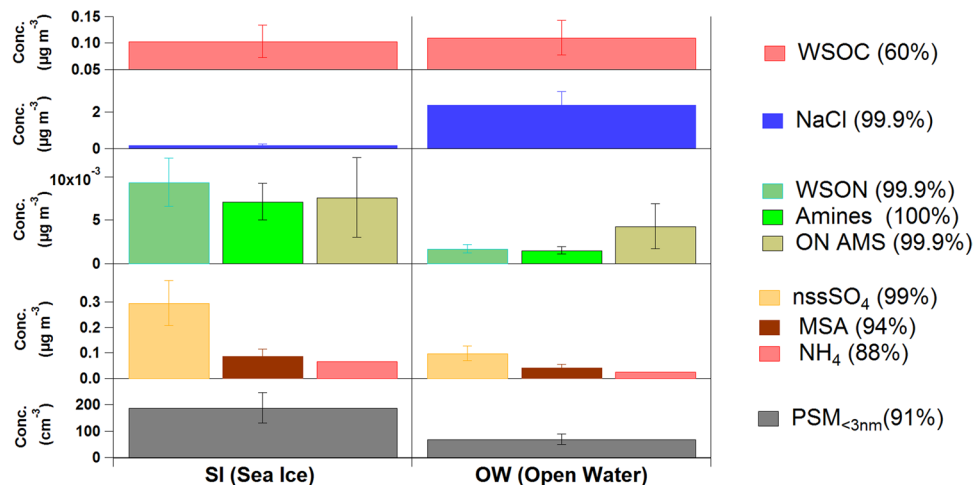 Conc.
(µg m⁻³)
0.15
0.10
0.05
WSOC (60%)
Conc.
(µg m⁻³)
2
0
NaCl (99.9%)
Conc.
(µg m⁻³)
10x10⁻³
5
0
WSON (99.9%)
Amines (100%)
ON AMS (99.9%)
Conc.
(µg m⁻³)
0.3
0.2
0.1
0.0
nssSO₄ (99%)
MSA (94%)
NH₄ (88%)
Conc.
(cm⁻³)
200
100
0
PSM<3nm(91%)
SI (Sea Ice)
OW (Open Water)